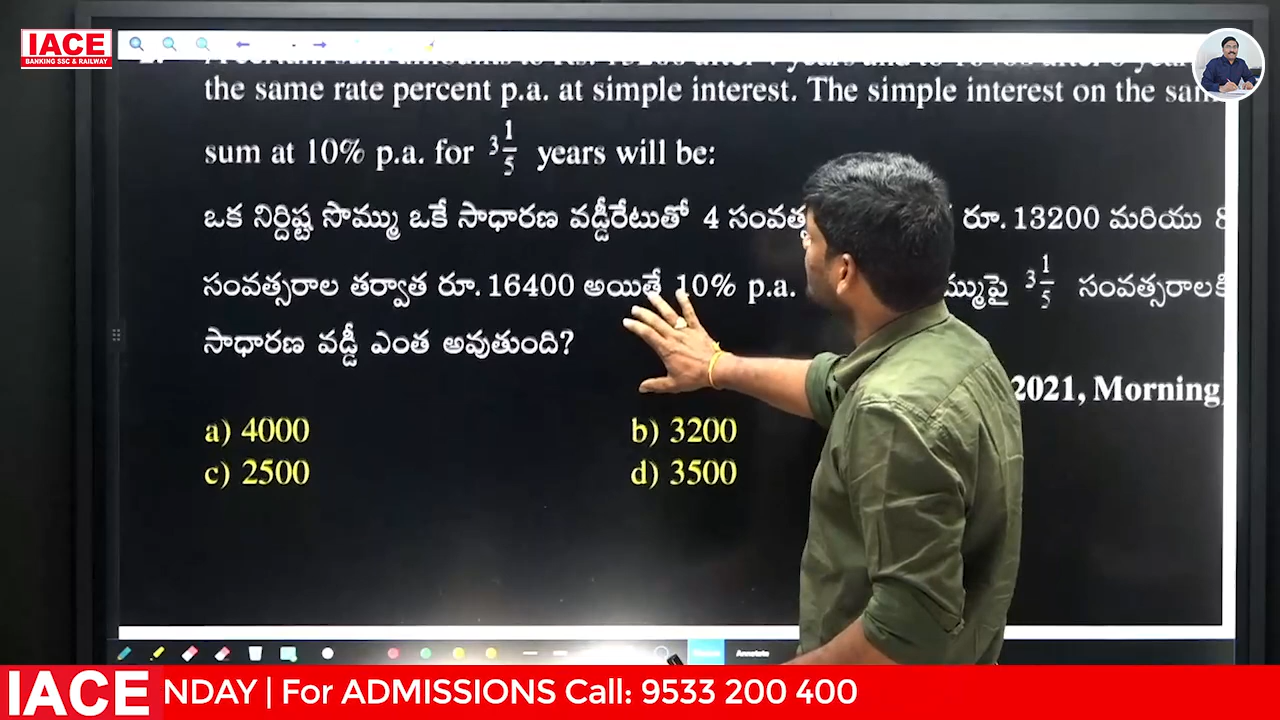 IACE
BANKING SSC & RAILWAY
the same rate percent p.a. at simple interest. The simple interest on the
sum at 10% p.a. for 3 1/5 years will be:
ఒక నిర్దిష్ట సొమ్ము ఒకే సాధారణ వడ్డీరేటుతో 4 రూ. 13200 మరియు 8
సంవత్సరాల తర్వాత రూ. 16400 అయితే 10% p.a. 3 1/5 సంవత్సరాలకి
సాధారణ వడ్డీ ఎంత అవుతుంది?
2021, Morning
a) 4000 b) 3200
c) 2500 d) 3500
IACE NDAY | For ADMISSIONS Call: 9533 200 400